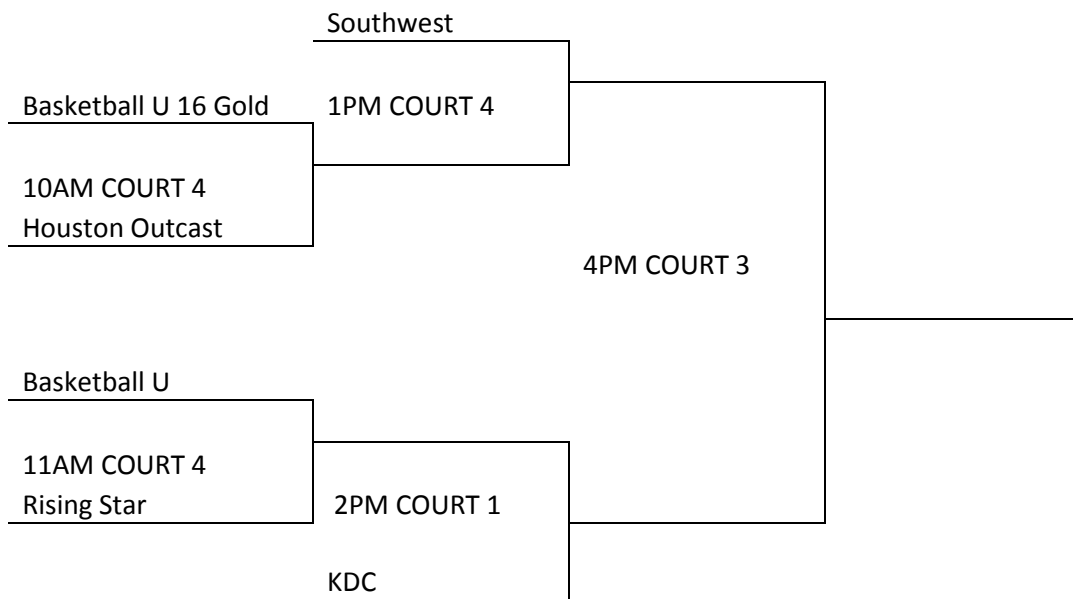 Southwest
Basketball U 16 Gold
1PM COURT 4
10AM COURT 4
Houston Outcast
4PM COURT 3
Basketball U
11AM COURT 4
Rising Star
2PM COURT 1
KDC